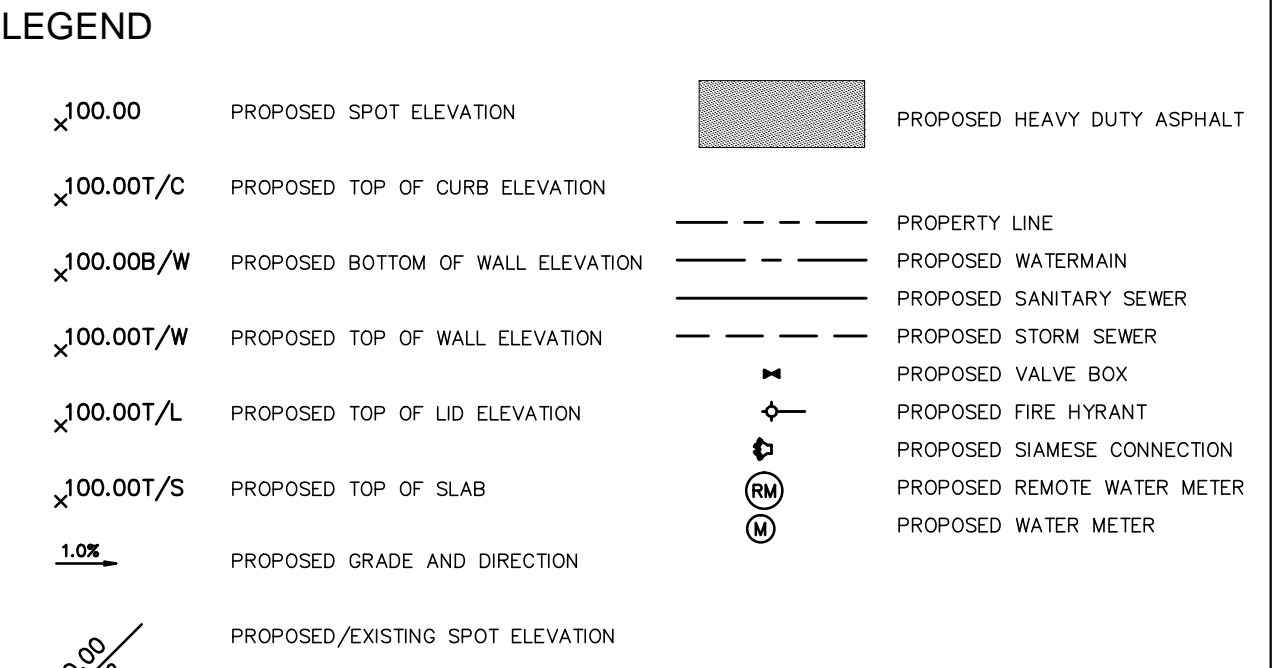 LEGEND
100.00 PROPOSED SPOT ELEVATION
100.00T/C PROPOSED TOP OF CURB ELEVATION
100.00B/W PROPOSED BOTTOM OF WALL ELEVATION
100.00T/W PROPOSED TOP OF WALL ELEVATION
100.00T/L PROPOSED TOP OF LID ELEVATION
100.00T/S PROPOSED TOP OF SLAB
1.0% PROPOSED GRADE AND DIRECTION
PROPOSED/EXISTING SPOT ELEVATION
PROPOSED HEAVY DUTY ASPHALT
PROPERTY LINE
PROPOSED WATERMAIN
PROPOSED SANITARY SEWER
PROPOSED STORM SEWER
PROPOSED VALVE BOX
PROPOSED FIRE HYRANT
PROPOSED SIAMESE CONNECTION
RM PROPOSED REMOTE WATER METER
M PROPOSED WATER METER